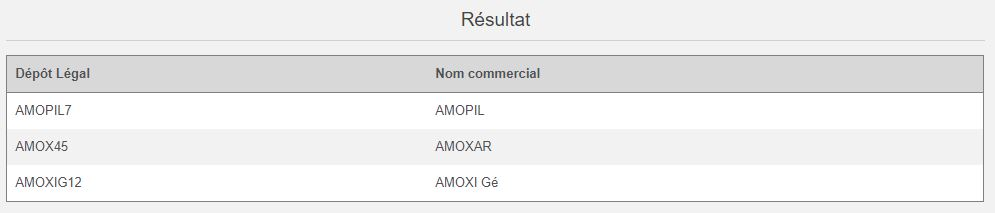 Résultat
Dépôt Légal Nom commercial
AMOPIL7 AMOPIL
AMOX45 AMOXAR
AMOXIG12 AMOXI Gé